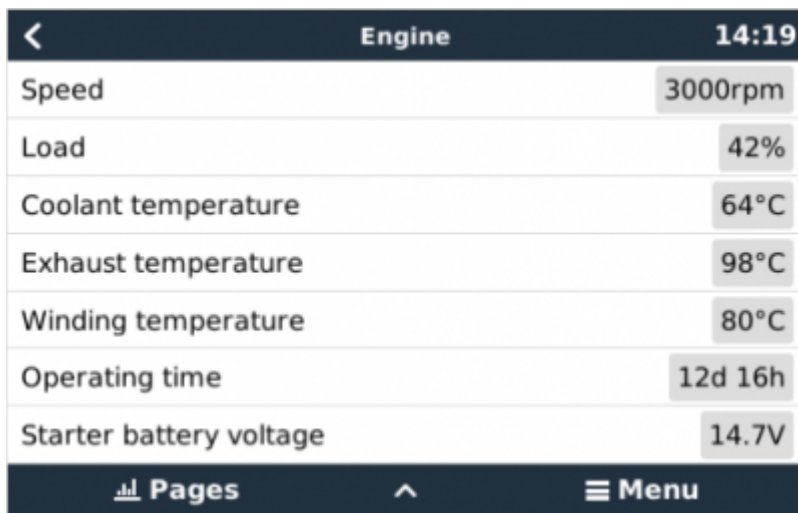 Engine 14:19
Speed 3000rpm
Load 42%
Coolant temperature 64°C
Exhaust temperature 98°C
Winding temperature 80°C
Operating time 12d 16h
Starter battery voltage 14.7V
Pages Menu